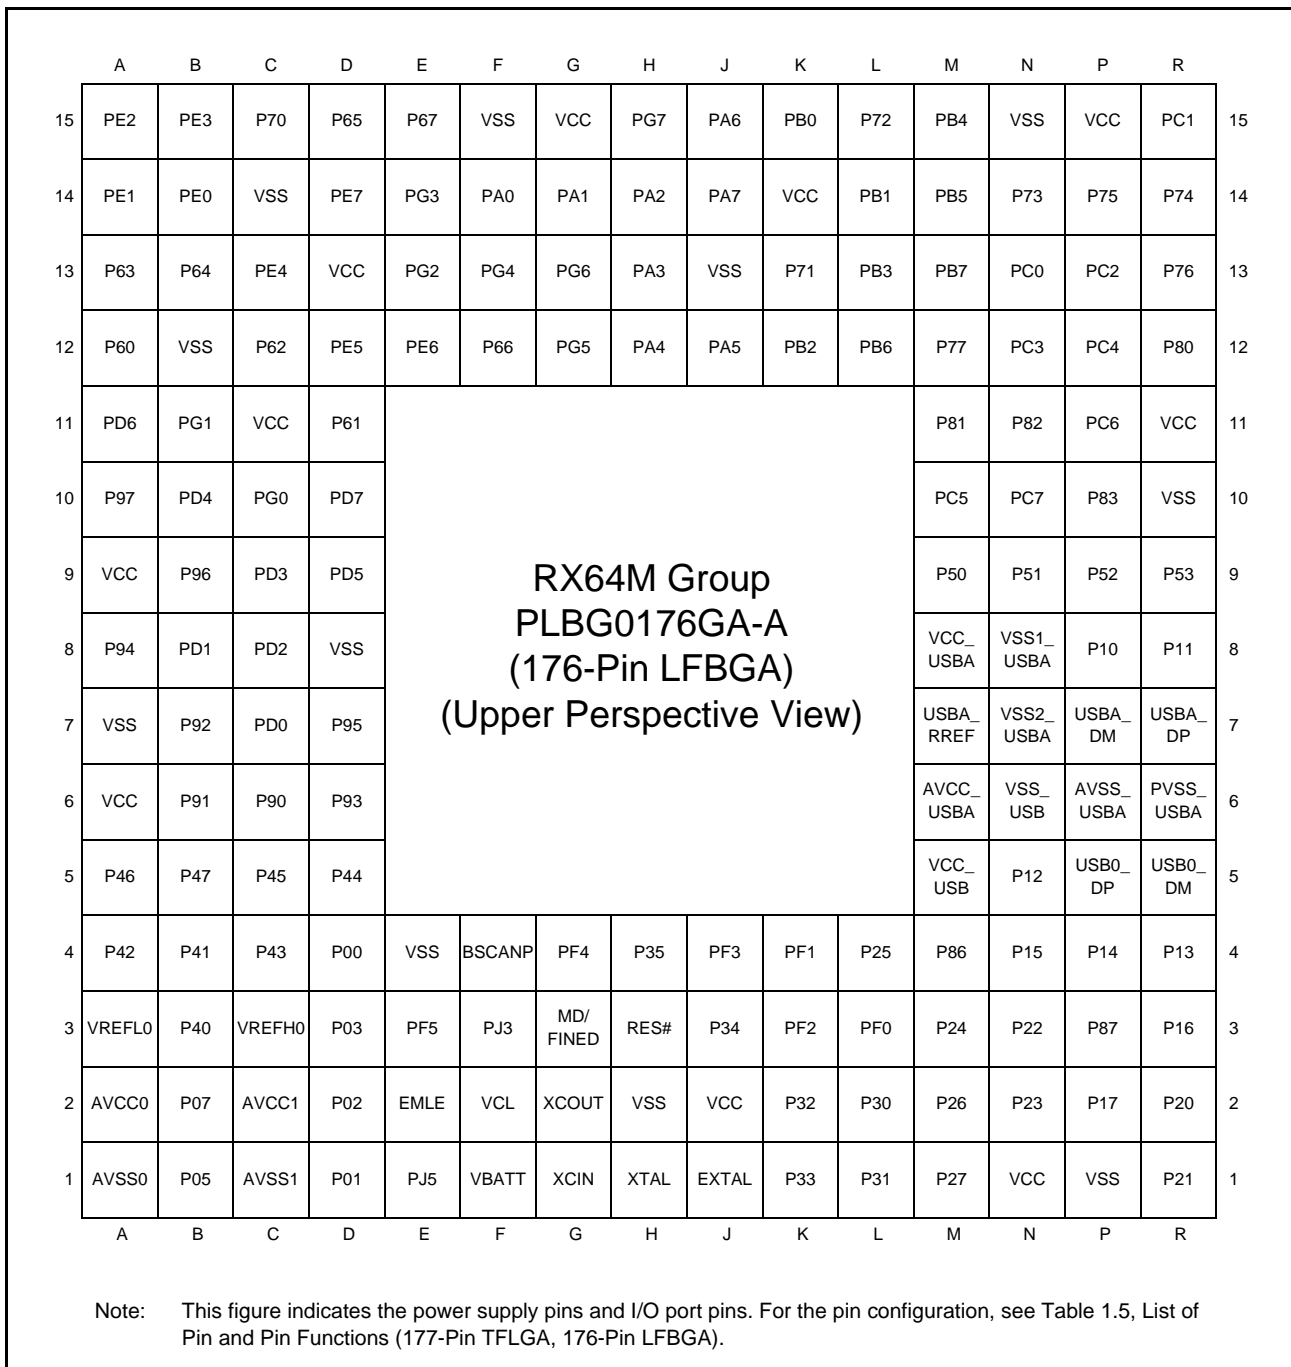 A B C D E F G H J K L M N P R
15 PE2 PE3 P70 P65 P67 VSS VCC PG7 PA6 PB0 P72 PB4 VSS VCC PC1 15
14 PE1 PE0 VSS PE7 PG3 PA0 PA1 PA2 PA7 VCC PB1 PB5 P73 P75 P74 14
13 P63 P64 PE4 VCC PG2 PG4 PG6 PA3 VSS P71 PB3 PB7 PC0 PC2 P76 13
12 P60 VSS P62 PE5 PE6 P66 PG5 PA4 PA5 PB2 PB6 P77 PC3 PC4 P80 12
11 PD6 PG1 VCC P61 P81 P82 PC6 VCC 11
10 P97 PD4 PG0 PD7 PC5 PC7 P83 VSS 10
9 VCC P96 PD3 PD5 P50 P51 P52 P53 9
8 P94 PD1 PD2 VSS VCC_ USBA VSS1_ USBA P10 P11 8
7 VSS P92 PD0 P95 USBA_ RREF VSS2_ USBA USBA_ DM USBA_ DP 7
6 VCC P91 P90 P93 AVCC_ USBA VSS_ USB AVSS_ USBA PVSS_ USBA 6
5 P46 P47 P45 P44 VCC_ USB P12 USB0_ DP USB0_ DM 5
RX64M Group
PLBG0176GA-A
(176-Pin LFBGA)
(Upper Perspective View)
4 P42 P41 P43 P00 VSS BSCANP PF4 P35 PF3 PF1 P25 P86 P15 P14 P13 4
3 VREFL0 P40 VREFH0 P03 PF5 PJ3 MD/ FINED RES# P34 PF2 PF0 P24 P22 P87 P16 3
2 AVCC0 P07 AVCC1 P02 EMLE VCL XCOUT VSS VCC P32 P30 P26 P23 P17 P20 2
1 AVSS0 P05 AVSS1 P01 PJ5 VBATT XCIN XTAL EXTAL P33 P31 P27 VCC VSS P21 1
A B C D E F G H J K L M N P R
Note: This figure indicates the power supply pins and I/O port pins. For the pin configuration, see Table 1.5, List of
Pin and Pin Functions (177-Pin TFLGA, 176-Pin LFBGA).